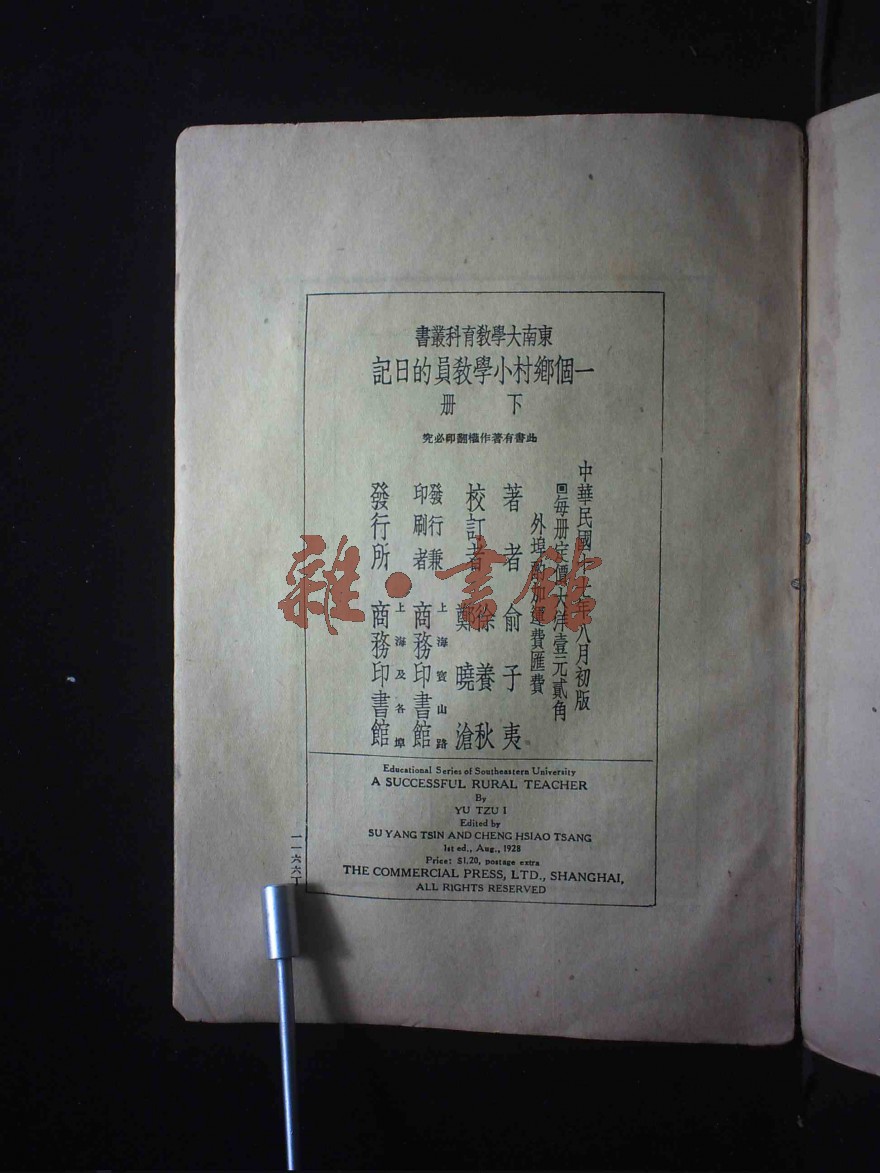 東南大學教育科叢書
一個鄉村小學教員的日記
下册
此書有著作權翻印必究
中華民國十七年八月初版
回每册定價大洋壹元貳角
外埠酌加運費匯費
著者 俞子夷
校訂者 徐養秋 鄭曉滄
發行兼印刷者 上海寶山路 商務印書館
發行所 上海及各埠 商務印書館
雜·書館
Educational Series of Southeastern University
A SUCCESSFUL RURAL TEACHER
By
YU TZU I
Edited by
SU YANG TSIN AND CHENG HSIAO TSANG
1st ed., Aug., 1928
Price: $1.20, postage extra
THE COMMERCIAL PRESS, LTD., SHANGHAI,
ALL RIGHTS RESERVED
一一六六